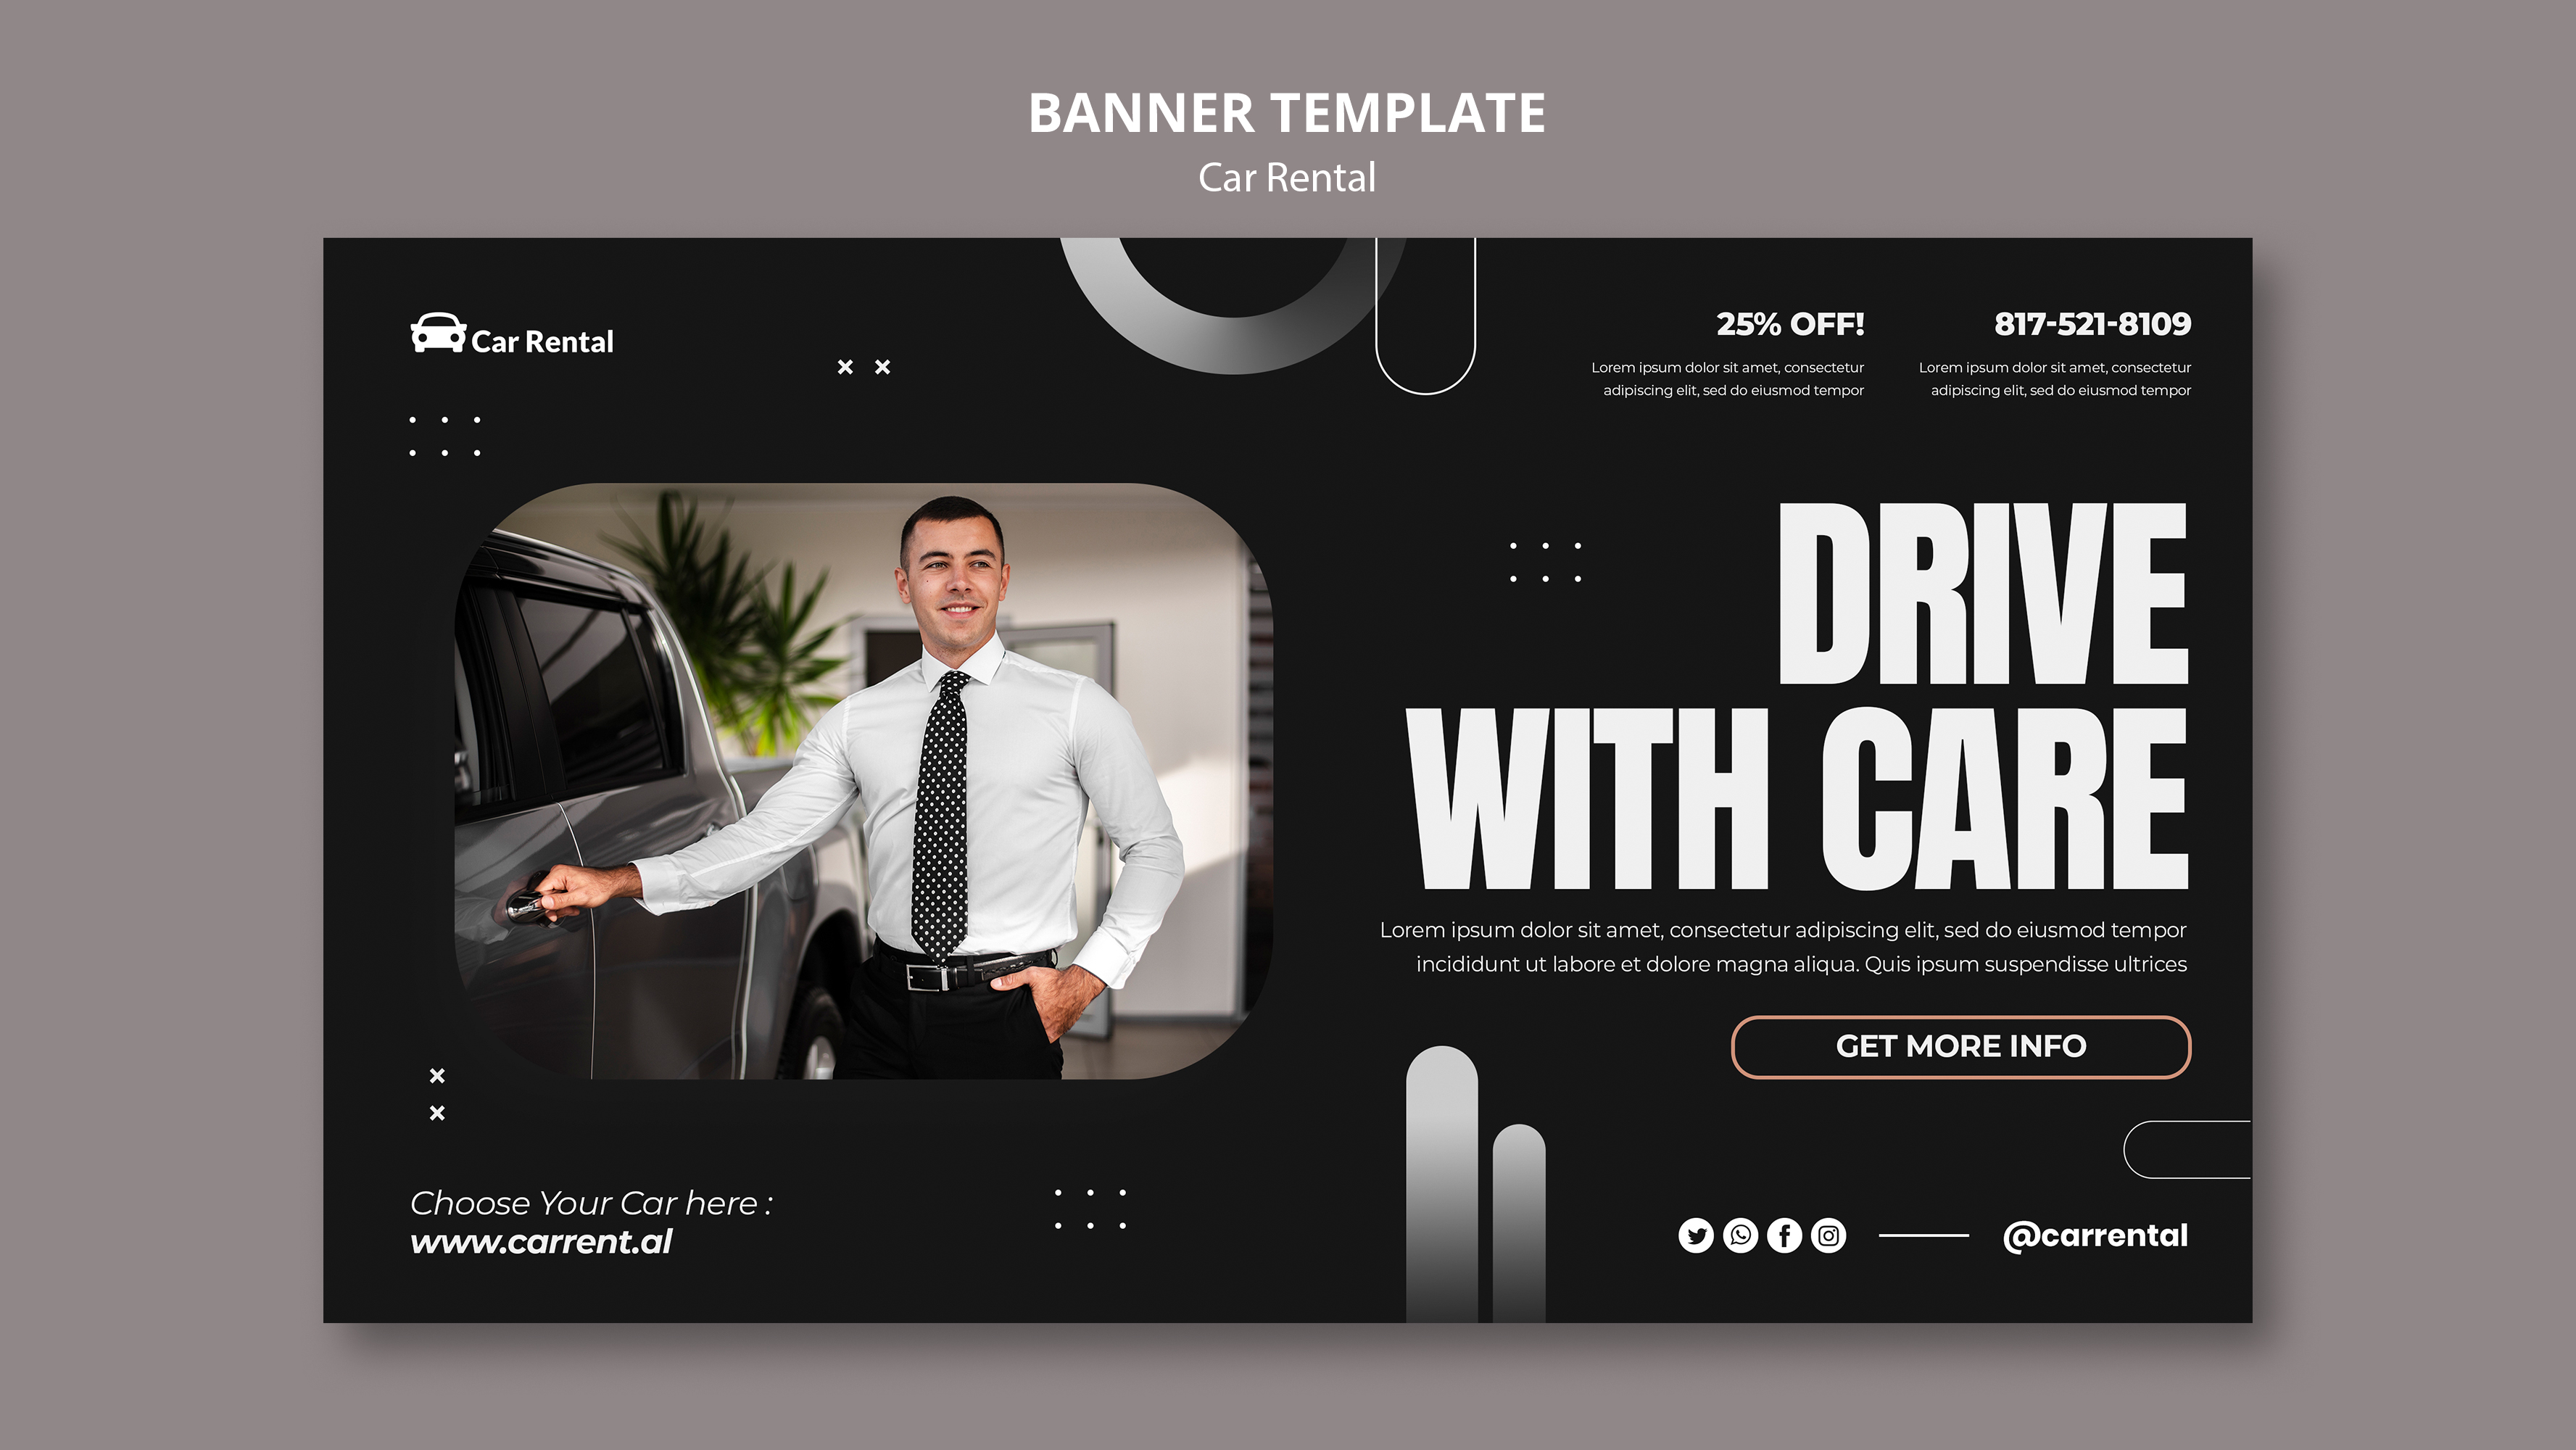 BANNER TEMPLATE
Car Rental
Car Rental
25% OFF!
Lorem ipsum dolor sit amet, consectetur
adipiscing elit, sed do eiusmod tempor
817-521-8109
Lorem ipsum dolor sit amet, consectetur
adipiscing elit, sed do eiusmod tempor
DRIVE
WITH CARE
Lorem ipsum dolor sit amet, consectetur adipiscing elit, sed do eiusmod tempor
incididunt ut labore et dolore magna aliqua. Quis ipsum suspendisse ultrices
GET MORE INFO
Choose Your Car here :
www.carrent.al
@carrental